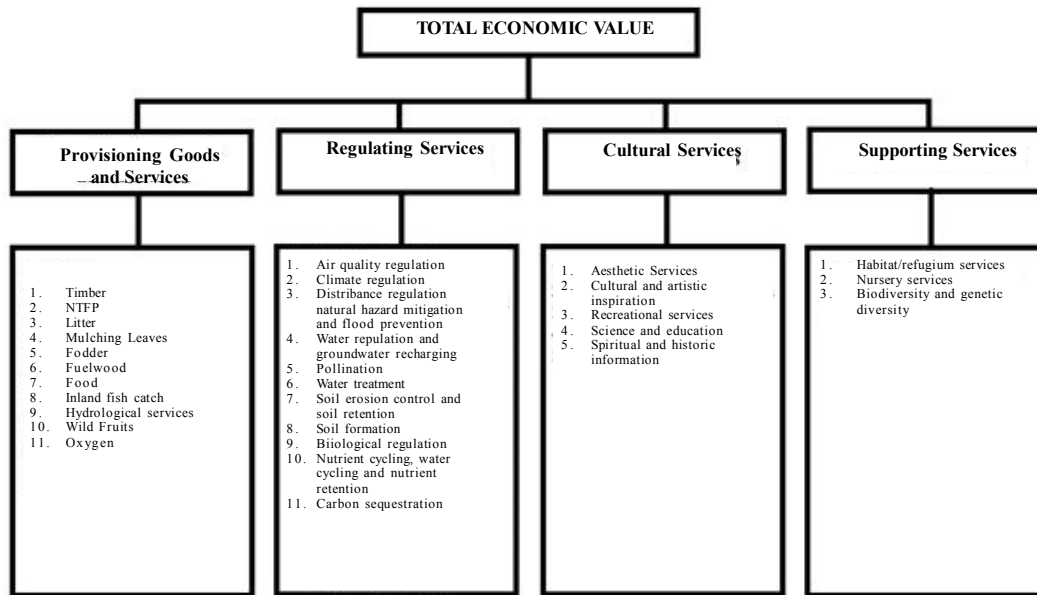 TOTAL ECONOMIC VALUE
Provisioning Goods
and Services
Regulating Services
Cultural Services
Supporting Services
1. Timber
2. NTFP
3. Litter
4. Mulching Leaves
5. Fodder
6. Fuelwood
7. Food
8. Inland fish catch
9. Hydrological services
10. Wild Fruits
11. Oxygen
1. Air quality regulation
2. Climate regulation
3. Distribance regulation
natural hazard mitigation
and flood prevention
4. Water repulation and
groundwater recharging
5. Pollination
6. Water treatment
7. Soil erosion control and
soil retention
8. Soil formation
9. Biiological regulation
10. Nutrient cycling, water
cycling and nutrient
retention
11. Carbon sequestration
1. Aesthetic Services
2. Cultural and artistic
inspiration
3. Recreational services
4. Science and education
5. Spiritual and historic
information
1. Habitat/refugium services
2. Nursery services
3. Biodiversity and genetic
diversity